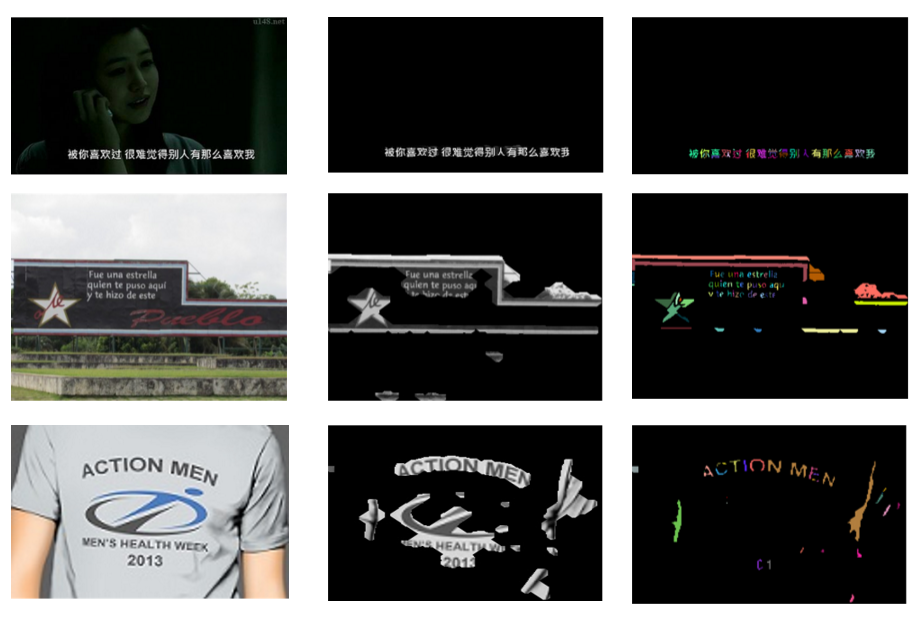 u148.net
被你喜欢过 很难觉得别人有那么喜欢我
被你喜欢过 很难觉得别人有那么喜欢我
被你喜欢过 很难觉得别人有那么喜欢我
Fue una estrella
quien te puso aquí
y te hizo de este
Pueblo
Fue una estrella
quien te puso aquí
y te hizo de este
Fue una estrella
quien te puso aqui
y te hizo de este
ACTION MEN
MEN'S HEALTH WEEK
2013
ACTION MEN
MEN'S HEALTH W
2013
ACTION MEN